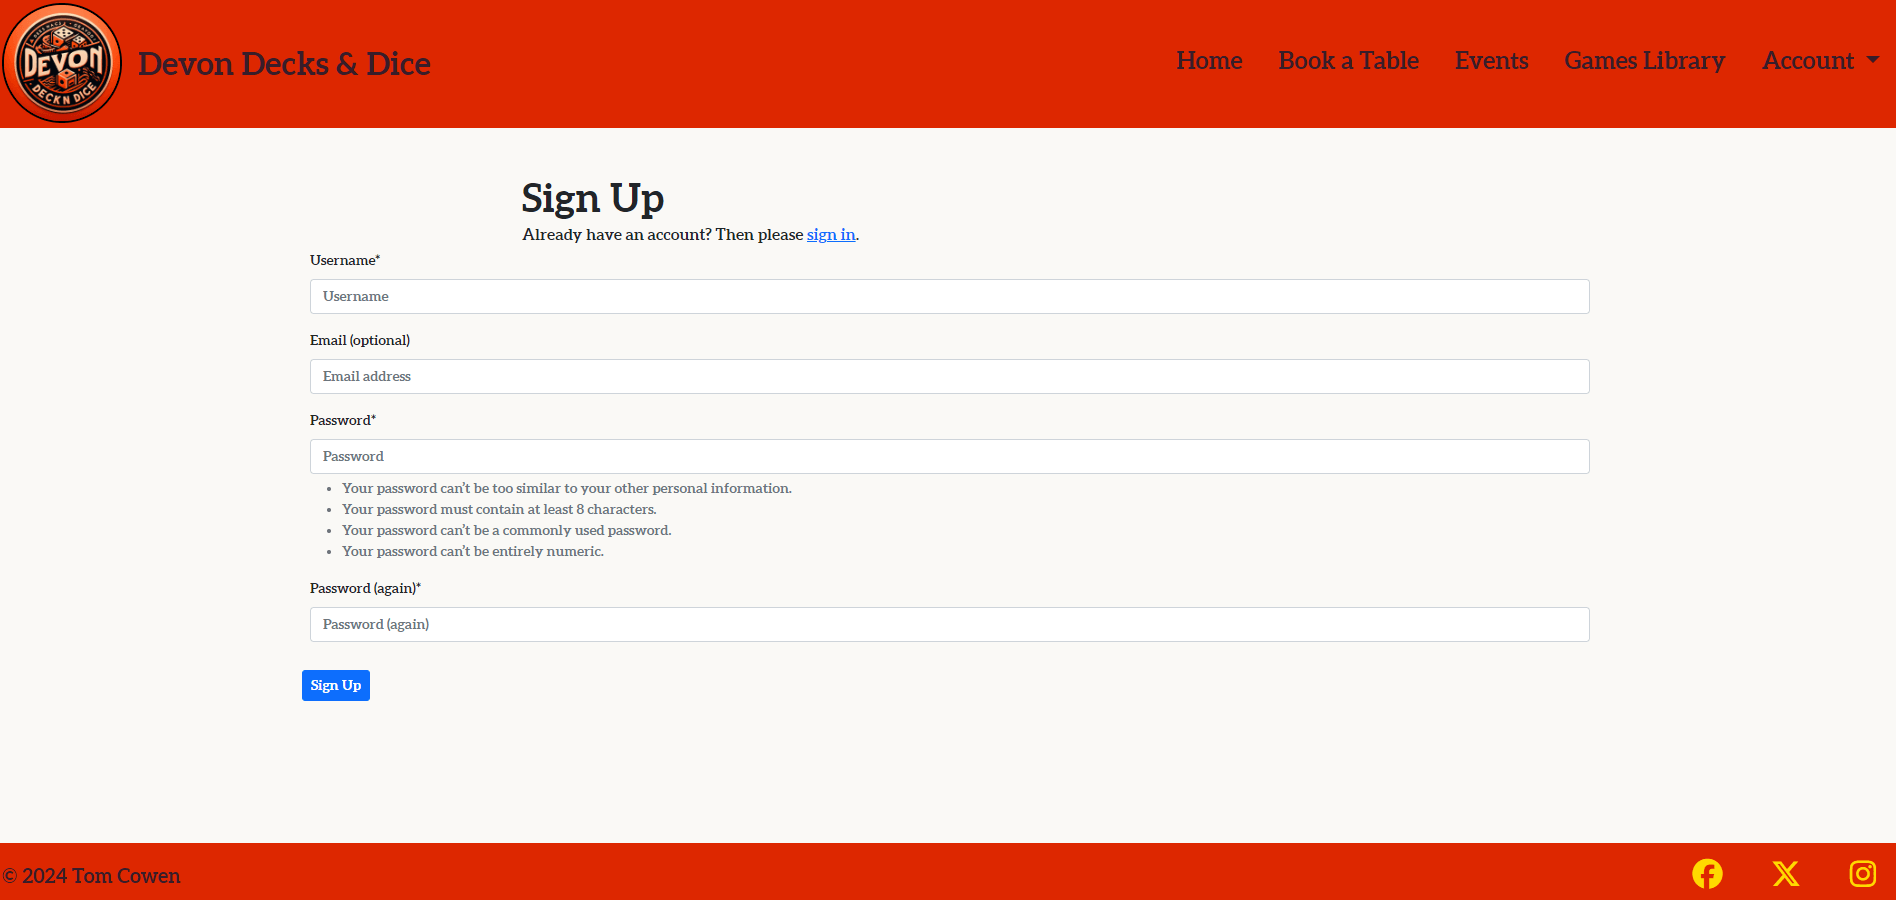 DEVON
DECK N DICE
Devon Decks & Dice
Home
Book a Table
Events
Games Library
Account
Sign Up
Already have an account? Then please sign in.
Username*
Username
Email (optional)
Email address
Password*
Password
• Your password can’t be too similar to your other personal information.
• Your password must contain at least 8 characters.
• Your password can’t be a commonly used password.
• Your password can’t be entirely numeric.
Password (again)*
Password (again)
Sign Up
© 2024 Tom Cowen